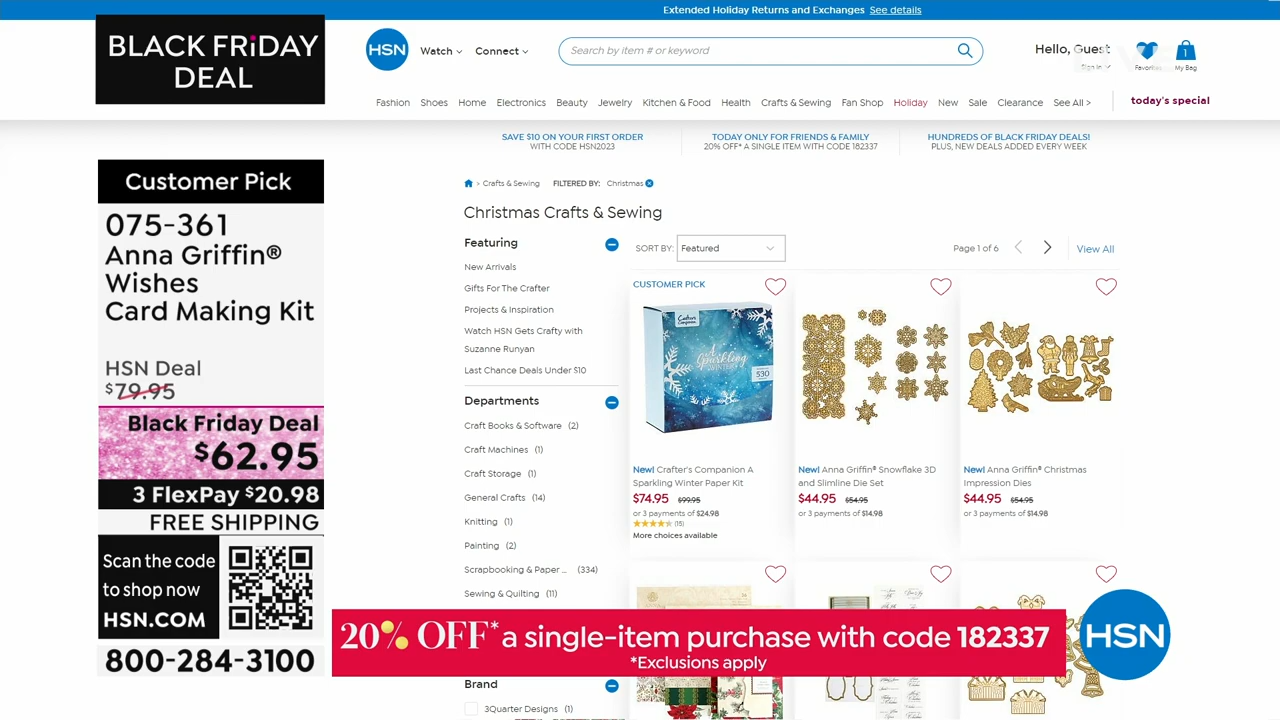 Extended Holiday Returns and Exchanges See details
BLACK FRiDAY
DEAL
HSN
Watch
Connect
Search by item # or keyword
Hello, Guest
Sign In
Favorites
1
My Bag
Fashion Shoes Home Electronics Beauty Jewelry Kitchen & Food Health Crafts & Sewing Fan Shop Holiday New Sale Clearance See All >
today's special
SAVE $10 ON YOUR FIRST ORDER
WITH CODE HSN2023
TODAY ONLY FOR FRIENDS & FAMILY
20% OFF* A SINGLE ITEM WITH CODE 182337
HUNDREDS OF BLACK FRIDAY DEALS!
PLUS, NEW DEALS ADDED EVERY WEEK
Customer Pick
075-361
Anna Griffin®
Wishes
Card Making Kit
HSN Deal
$79.95
Black Friday Deal
$62.95
3 FlexPay $20.98
FREE SHIPPING
Scan the code
to shop now
HSN.COM
800-284-3100
> Crafts & Sewing FILTERED BY: Christmas
Christmas Crafts & Sewing
Featuring
New Arrivals
Gifts For The Crafter
Projects & Inspiration
Watch HSN Gets Crafty with
Suzanne Runyan
Last Chance Deals Under $10
Departments
Craft Books & Software (2)
Craft Machines (1)
Craft Storage (1)
General Crafts (14)
Knitting (1)
Painting (2)
Scrapbooking & Paper ... (334)
Sewing & Quilting (11)
Brand
3Quarter Designs (1)
SORT BY: Featured
Page 1 of 6
View All
CUSTOMER PICK
Crafter's
Companion
A
Sparkling
WINTER
530
New! Crafter's Companion A
Sparkling Winter Paper Kit
$74.95 $99.95
or 3 payments of $24.98
(15)
More choices available
New! Anna Griffin® Snowflake 3D
and Slimline Die Set
$44.95 $54.95
or 3 payments of $14.98
New! Anna Griffin® Christmas
Impression Dies
$44.95 $54.95
or 3 payments of $14.98
20% OFF* a single-item purchase with code 182337
*Exclusions apply
HSN